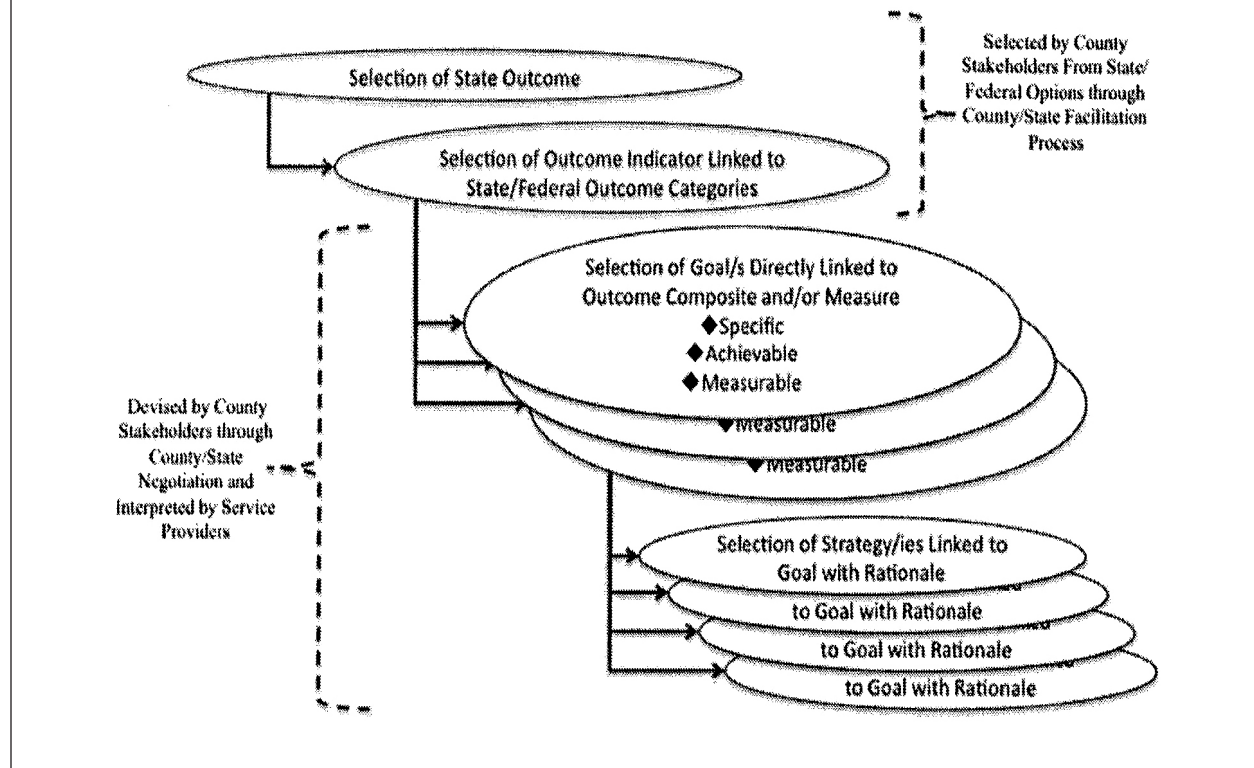 Selected by County
Stakeholders From State/
Federal Options through
County/State Facilitation
Process
Selection of State Outcome
Selection of Outcome Indicator Linked to
State/Federal Outcome Categories
Selection of Goal/s Directly Linked to
Outcome Composite and/or Measure
◆Specific
◆Achievable
◆Measurable
◆Measurable
◆Measurable
Devised by County
Stakeholders through
County/State
Negotiation and
Interpreted by Service
Providers
Selection of Strategy/ies Linked to
Goal with Rationale
to Goal with Rationale
to Goal with Rationale
to Goal with Rationale